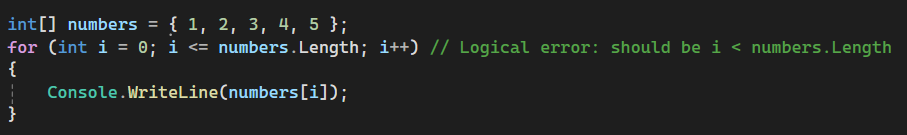 int[] numbers = { 1, 2, 3, 4, 5 };
for (int i = 0; i <= numbers.Length; i++) // Logical error: should be i < numbers.Length
{
    Console.WriteLine(numbers[i]);
}